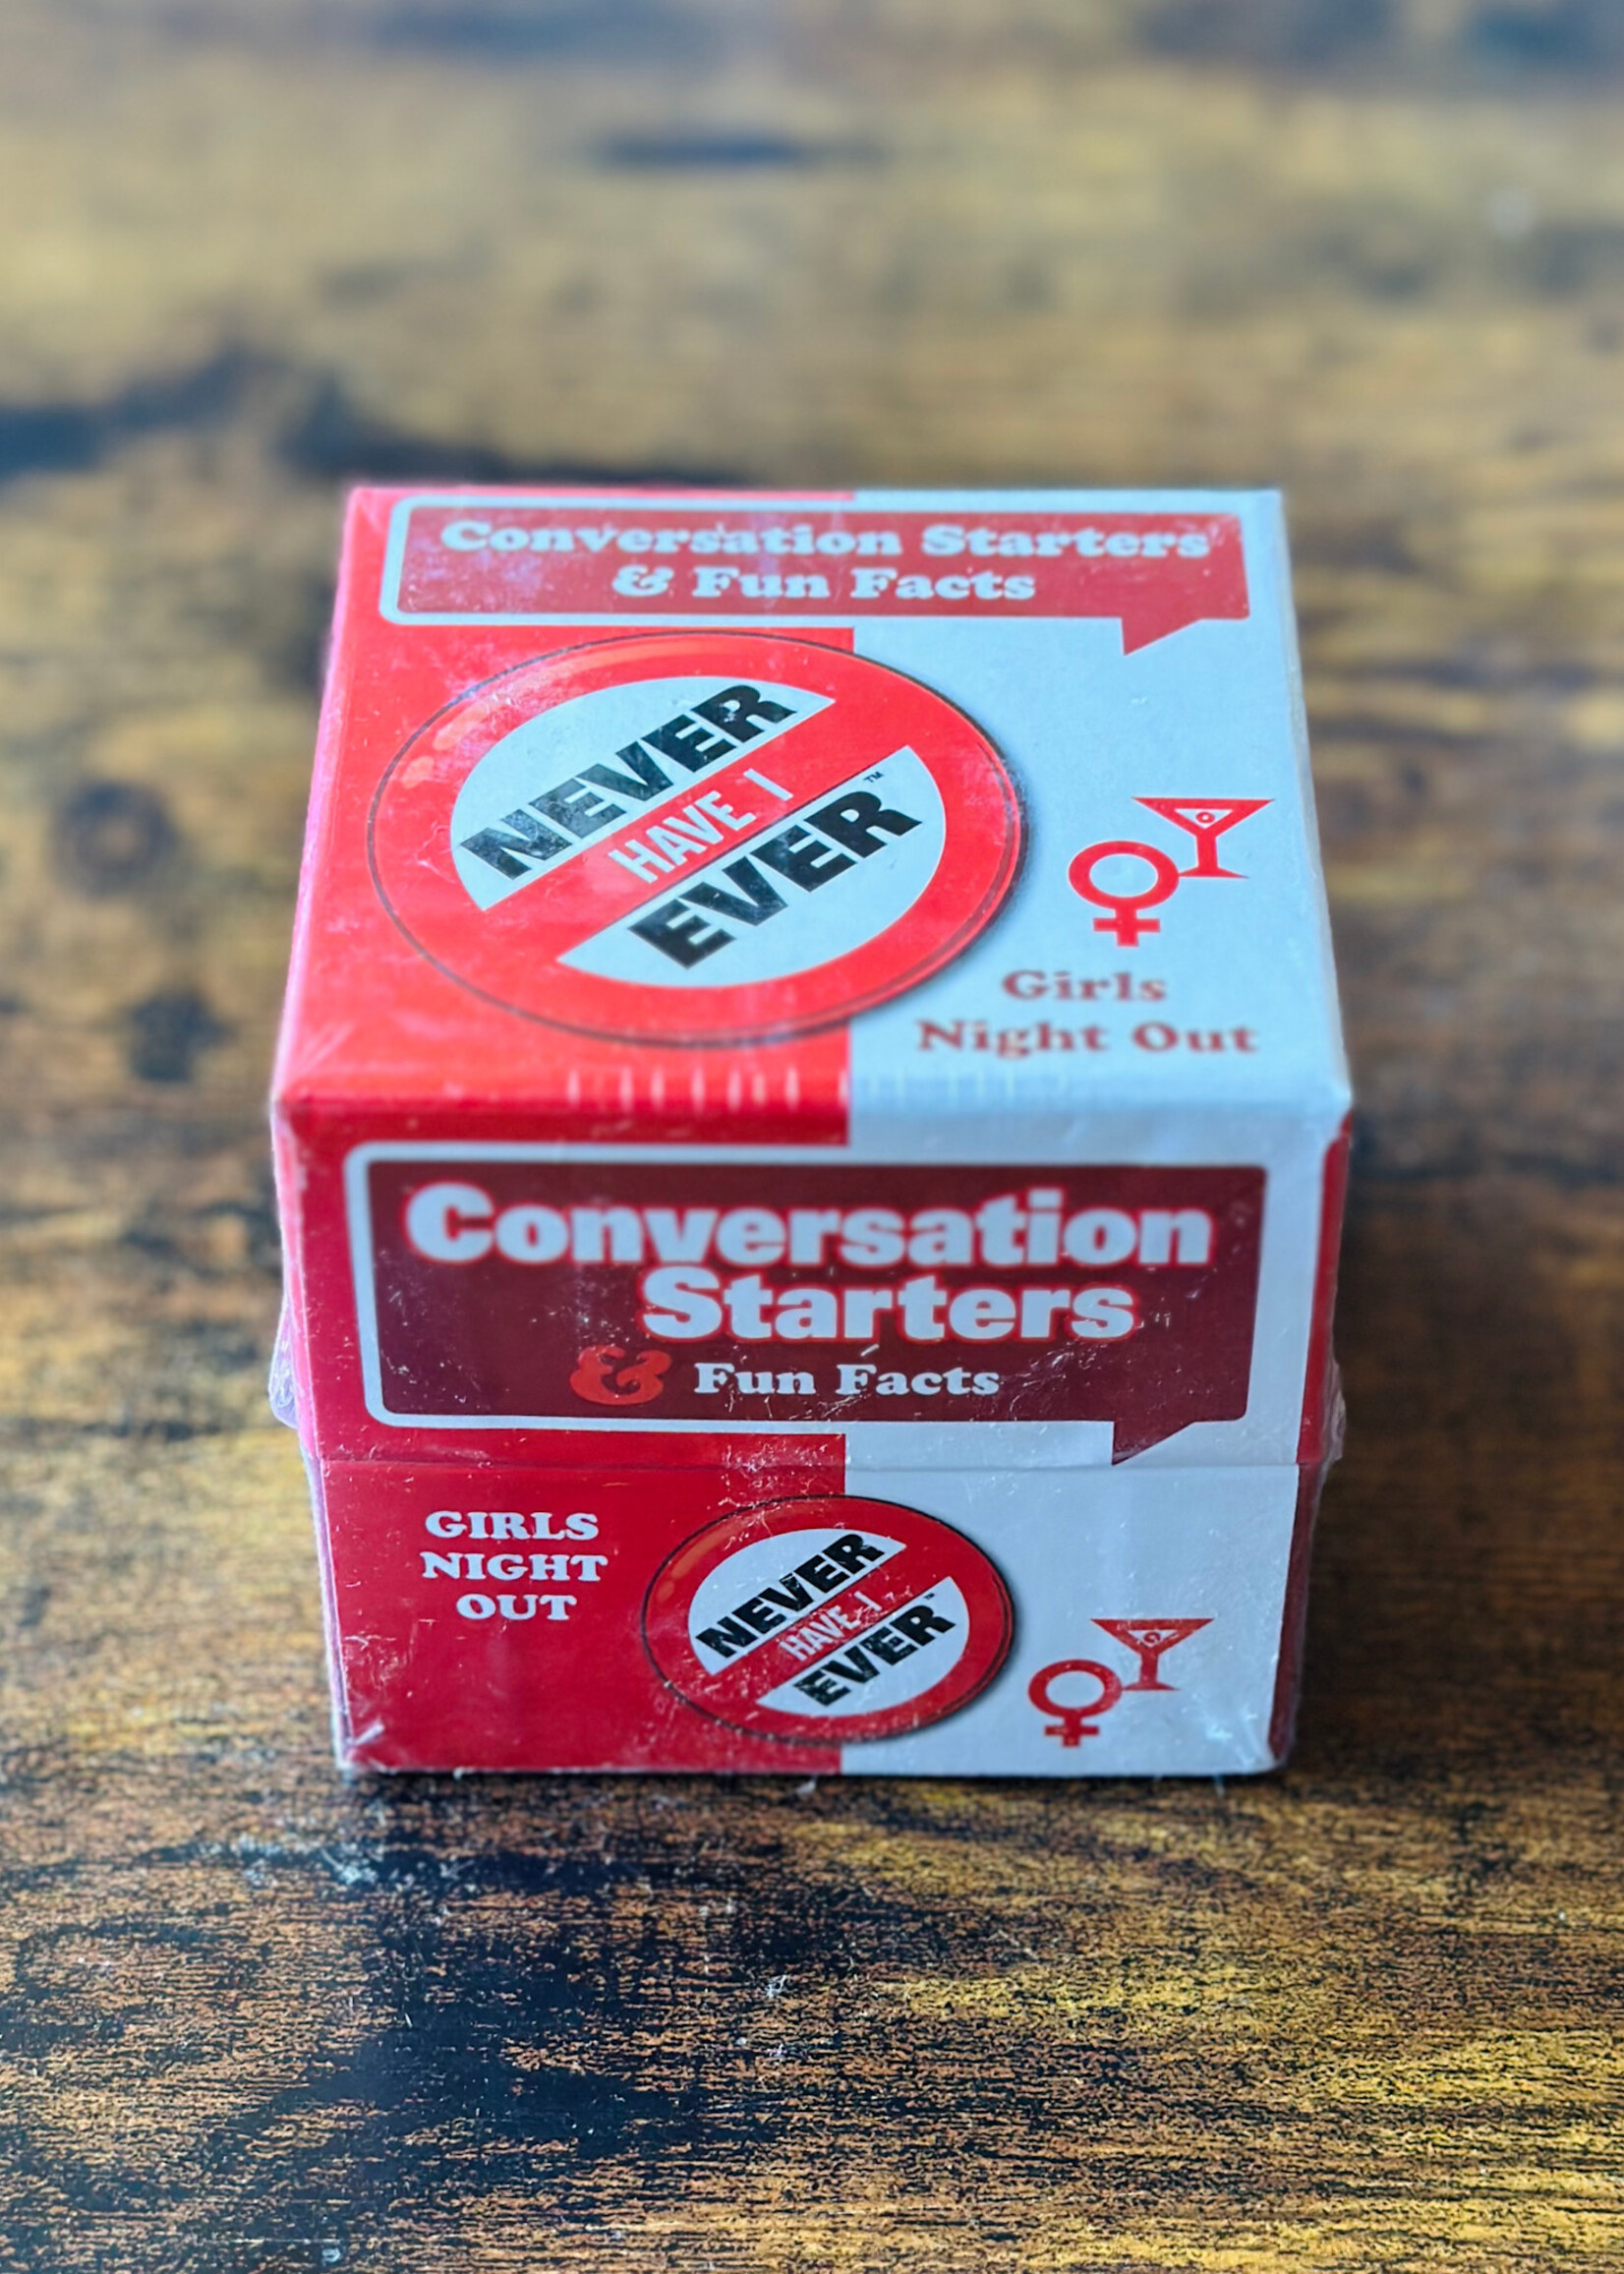 Conversation Starters
& Fun Facts
NEVER
HAVE I
EVER™
Girls
Night Out
Conversation
Starters
& Fun Facts
GIRLS
NIGHT
OUT
NEVER
HAVE I
EVER™